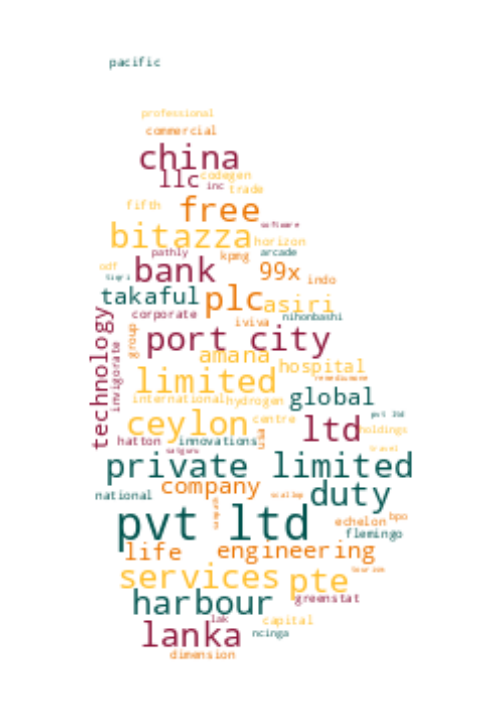 pacific
professional
commercial
china
llc codegen
inc trade
fifth free
software
bitazza horizon
pathly kpmg arcade
odf bank 99x indo
takaful plc asiri
corporate iviva nihonbashi
technology group port city
invigorate amana hospital
limited
international hydrogen global
pvt ltd
ceylon centre ltd holdings
hatton innovations
travel
private limited
national company scallop duty
pvt ltd echelon bpo
flemingo
life engineering
tourism
services pte
harbour greenstat
lak capital
lanka ncinga
dimension